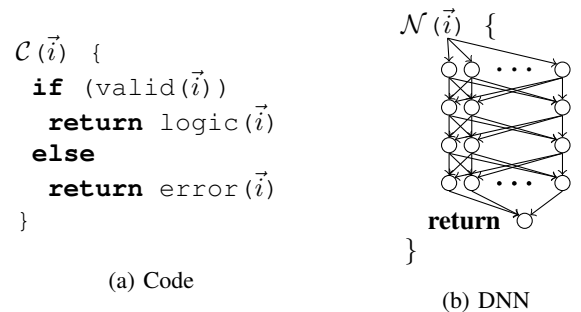 𝒞(i⃗) {
if (valid(i⃗))
return logic(i⃗)
else
return error(i⃗)
}
(a) Code
𝒩(i⃗) {
· · ·
· · ·
return
}
(b) DNN